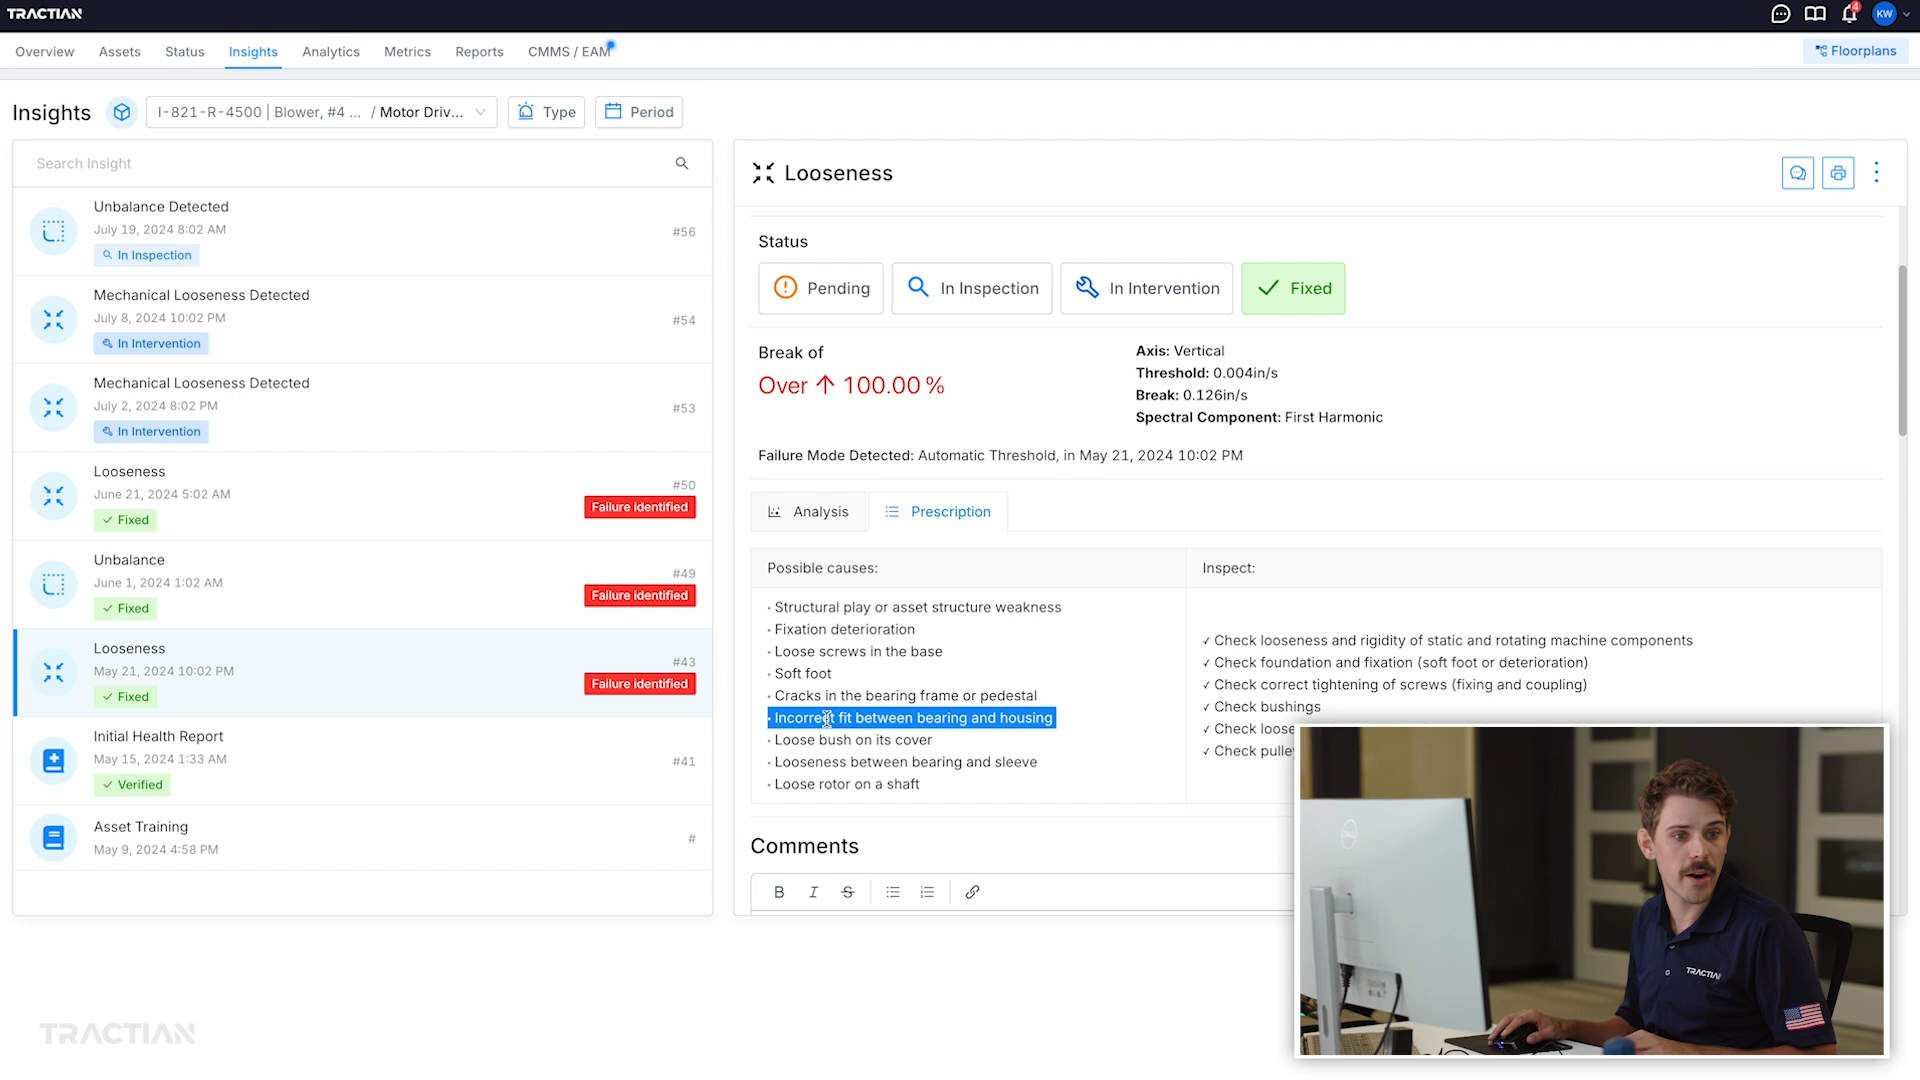 TRACTIAN
4
KW
Overview Assets Status Insights Analytics Metrics Reports CMMS / EAM
Floorplans
Insights
I-821-R-4500 | Blower, #4 ... / Motor Driv...
Type
Period
Search Insight
Unbalance Detected
July 19, 2024 8:02 AM
#56
In Inspection
Mechanical Looseness Detected
July 8, 2024 10:02 PM
#54
In Intervention
Mechanical Looseness Detected
July 2, 2024 8:02 PM
#53
In Intervention
Looseness
June 21, 2024 5:02 AM
#50
Fixed
Failure identified
Unbalance
June 1, 2024 1:02 AM
#49
Fixed
Failure identified
Looseness
May 21, 2024 10:02 PM
#43
Fixed
Failure identified
Initial Health Report
May 15, 2024 1:33 AM
#41
Verified
Asset Training
May 9, 2024 4:58 PM
#
Looseness
Status
Pending
In Inspection
In Intervention
Fixed
Break of
Over ↑ 100.00 %
Axis: Vertical
Threshold: 0.004in/s
Break: 0.126in/s
Spectral Component: First Harmonic
Failure Mode Detected: Automatic Threshold, in May 21, 2024 10:02 PM
Analysis
Prescription
Possible causes:
• Structural play or asset structure weakness
• Fixation deterioration
• Loose screws in the base
• Soft foot
• Cracks in the bearing frame or pedestal
• Incorrect fit between bearing and housing
• Loose bush on its cover
• Looseness between bearing and sleeve
• Loose rotor on a shaft
Inspect:
✓ Check looseness and rigidity of static and rotating machine components
✓ Check foundation and fixation (soft foot or deterioration)
✓ Check correct tightening of screws (fixing and coupling)
✓ Check bushings
✓ Check loose
✓ Check pulle
Comments
B I S
DELL
TRACTIAN
TRACTIAN